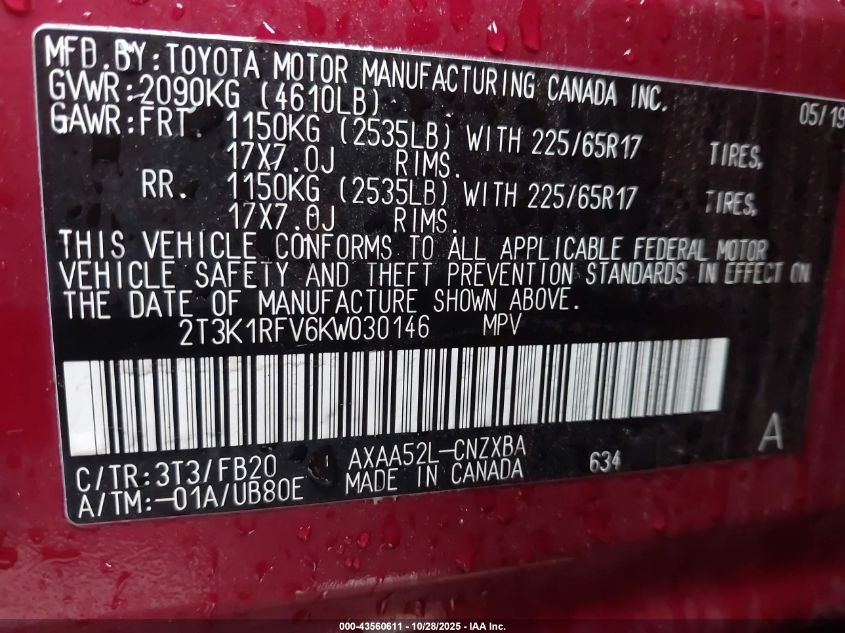 MFD.BY:TOYOTA MOTOR MANUFACTURING CANADA INC.
GVWR:2090KG (4610LB) 05/19
GAWR:FRT. 1150KG (2535LB) WITH 225/65R17 TIRES,
17X7.0J RIMS.
RR. 1150KG (2535LB) WITH 225/65R17 TIRES,
17X7.0J RIMS.
THIS VEHICLE CONFORMS TO ALL APPLICABLE FEDERAL MOTOR
VEHICLE SAFETY AND THEFT PREVENTION STANDARDS IN EFFECT ON
THE DATE OF MANUFACTURE SHOWN ABOVE.
2T3K1RFV6KW030146 MPV
A
C/TR:3T3/FB20 AXAA52L-CNZXBA 634
A/TM:-01A/UB80E MADE IN CANADA
000-43560611 - 10/28/2025 - IAA Inc.